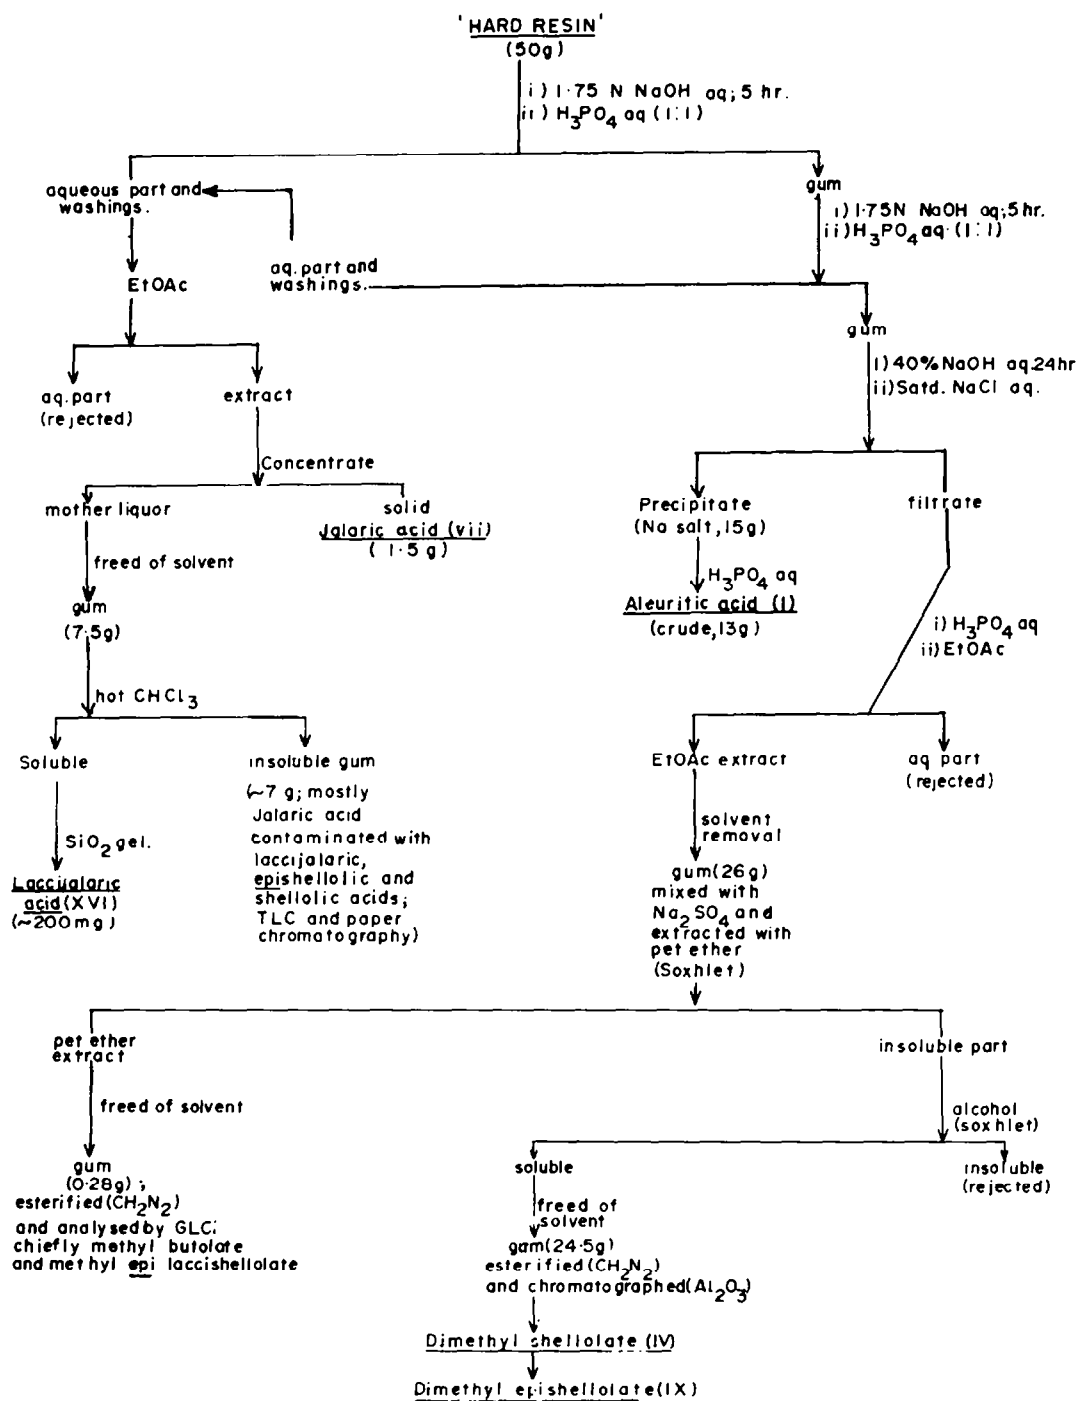 'HARD RESIN'
(50g)
i) 1·75 N NaOH aq; 5 hr.
ii) H3PO4 aq (1:1)
aqueous part and
washings.
gum
i) 1·75N NaOH aq; 5hr.
ii) H3PO4 aq· (1:1)
EtOAc
aq. part and
washings.
gum
i) 40% NaOH aq. 24hr
ii) Satd. NaCl aq.
aq. part
(rejected)
extract
Concentrate
mother liquor
solid
Jalaric acid (vii)
(1·5 g)
Precipitate
(Na salt, 15g)
filtrate
freed of solvent
H3PO4 aq
gum
(7·5g)
Aleuritic acid (I)
(crude, 13g)
i) H3PO4 aq
ii) EtOAc
hot CHCl3
Soluble
insoluble gum
(~7 g; mostly
Jalaric acid
contaminated with
laccijalaric,
epishellolic and
shellolic acids;
TLC and paper
chromatography)
EtOAc extract
aq part
(rejected)
SiO2 gel.
solvent
removal
Laccijalaric
acid (XVI)
(~200mg)
gum (26g)
mixed with
Na2SO4 and
extracted with
pet ether
(Soxhlet)
pet ether
extract
insoluble part
freed of solvent
alcohol
(soxhlet)
gum
(0·28g);
esterified (CH2N2)
and analysed by GLC;
chiefly methyl butolate
and methyl epi laccishellolate
soluble
insoluble
(rejected)
freed of
solvent
gum (24·5g)
esterified (CH2N2)
and chromatographed (Al2O3)
Dimethyl shellolate (IV)
Dimethyl epishellolate (IX)